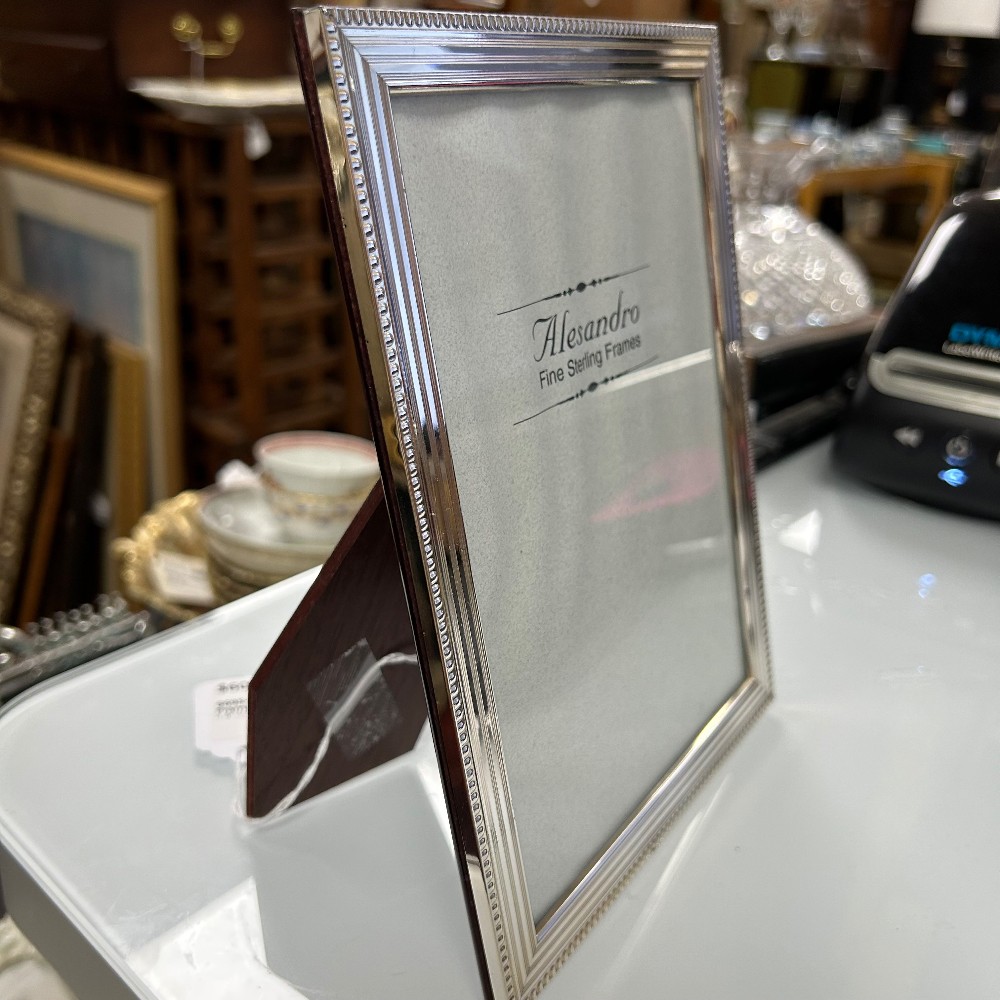 Alesandro
Fine Sterling Frames